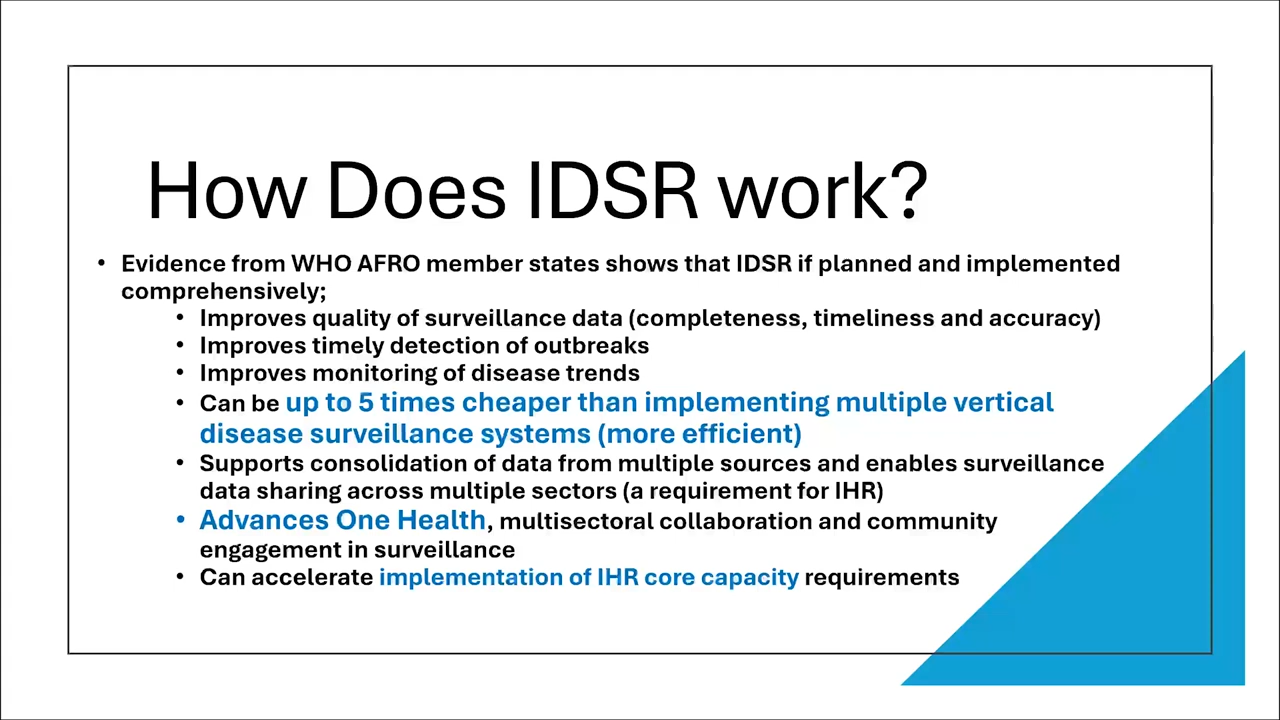 How Does IDSR work?
• Evidence from WHO AFRO member states shows that IDSR if planned and implemented
comprehensively;
• Improves quality of surveillance data (completeness, timeliness and accuracy)
• Improves timely detection of outbreaks
• Improves monitoring of disease trends
• Can be up to 5 times cheaper than implementing multiple vertical
disease surveillance systems (more efficient)
• Supports consolidation of data from multiple sources and enables surveillance
data sharing across multiple sectors (a requirement for IHR)
• Advances One Health, multisectoral collaboration and community
engagement in surveillance
• Can accelerate implementation of IHR core capacity requirements